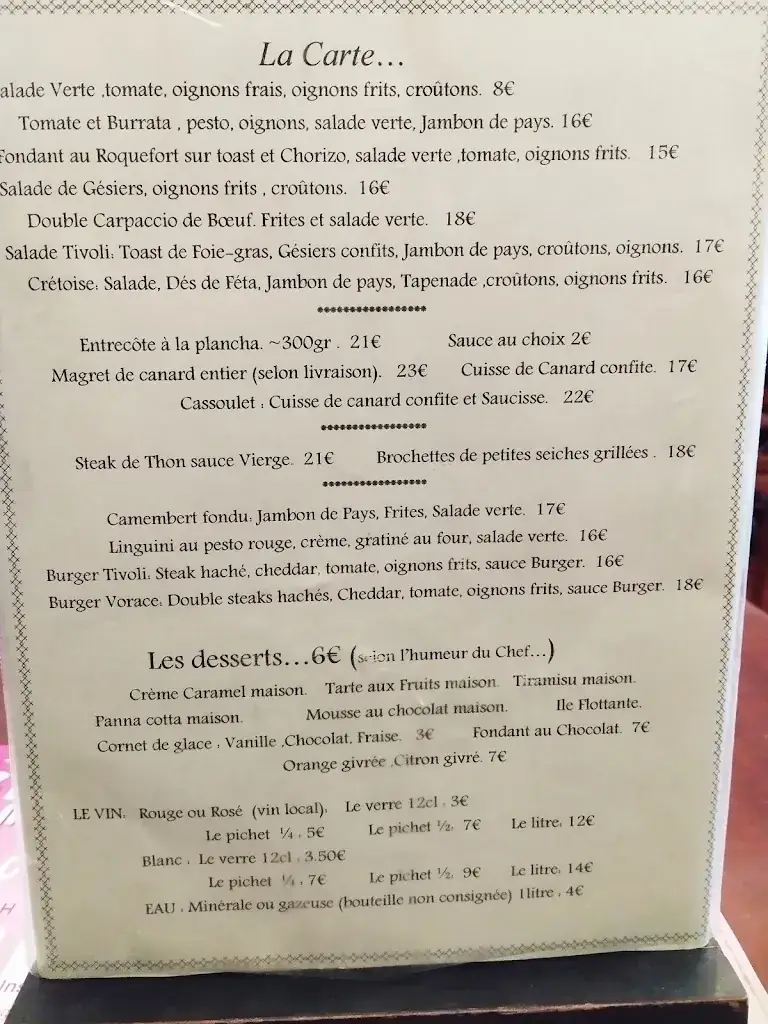 La Carte...
alade Verte ,tomate, oignons frais, oignons frits, croûtons. 8€
Tomate et Burrata , pesto, oignons, salade verte, Jambon de pays. 16€
Fondant au Roquefort sur toast et Chorizo, salade verte ,tomate, oignons frits. 15€
Salade de Gésiers, oignons frits , croûtons. 16€
Double Carpaccio de Bœuf. Frites et salade verte. 18€
Salade Tivoli: Toast de Foie-gras, Gésiers confits, Jambon de pays, croûtons, oignons. 17€
Crétoise: Salade, Dés de Féta, Jambon de pays, Tapenade ,croûtons, oignons frits. 16€
*****************
Entrecôte à la plancha. ~300gr . 21€ Sauce au choix 2€
Magret de canard entier (selon livraison). 23€ Cuisse de Canard confite. 17€
Cassoulet : Cuisse de canard confite et Saucisse. 22€
*****************
Steak de Thon sauce Vierge. 21€ Brochettes de petites seiches grillées . 18€
*****************
Camembert fondu: Jambon de Pays, Frites, Salade verte. 17€
Linguini au pesto rouge, crème, gratiné au four, salade verte. 16€
Burger Tivoli: Steak haché, cheddar, tomate, oignons frits, sauce Burger. 16€
Burger Vorace: Double steaks hachés, Cheddar, tomate, oignons frits, sauce Burger. 18€
Les desserts...6€ (selon l'humeur du Chef...)
Crème Caramel maison. Tarte aux Fruits maison. Tiramisu maison.
Panna cotta maison. Mousse au chocolat maison. Ile Flottante.
Cornet de glace : Vanille ,Chocolat, Fraise. 3€ Fondant au Chocolat. 7€
Orange givrée ,Citron givré. 7€
LE VIN: Rouge ou Rosé (vin local): Le verre 12cl : 3€
Le pichet ¼ : 5€ Le pichet ½: 7€ Le litre: 12€
Blanc : Le verre 12cl : 3.50€
Le pichet ¼ : 7€ Le pichet ½: 9€ Le litre: 14€
EAU : Minérale ou gazeuse (bouteille non consignée) 1litre : 4€